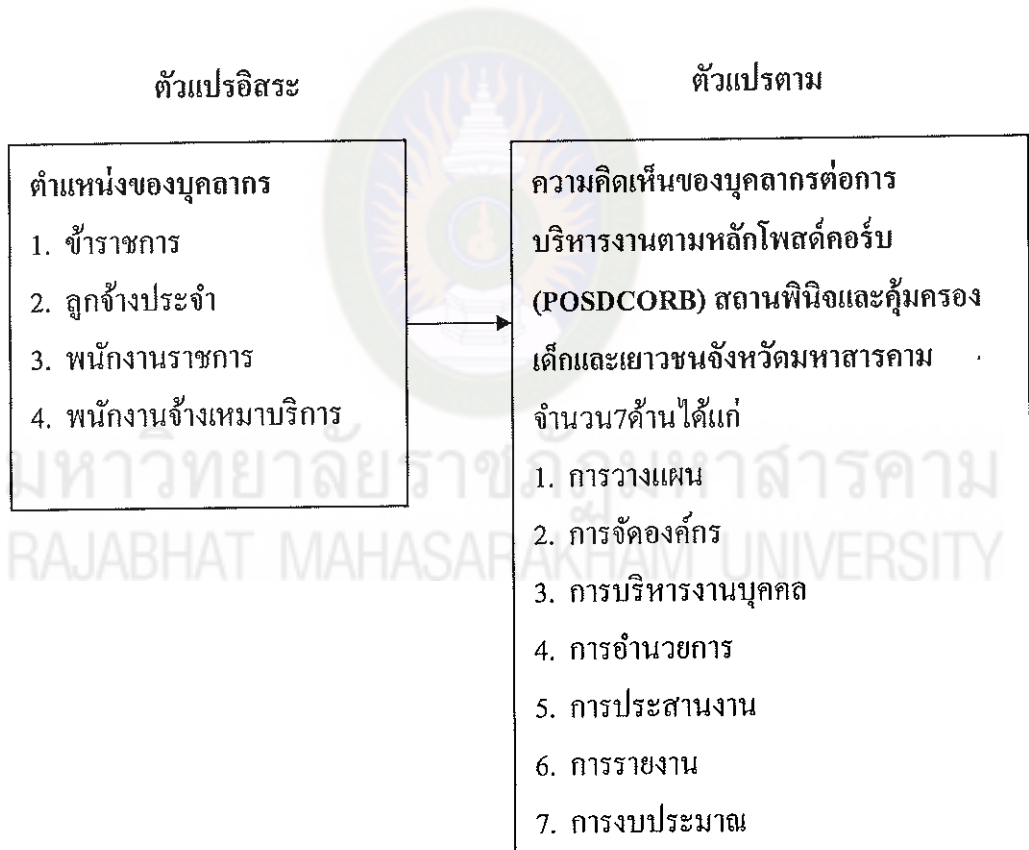 ตัวแปรอิสระ
ตัวแปรตาม
ตำแหน่งของบุคลากร
1. ข้าราชการ
2. ลูกจ้างประจำ
3. พนักงานราชการ
4. พนักงานจ้างเหมาบริการ
ความคิดเห็นของบุคลากรต่อการ
บริหารงานตามหลักโพสด์คอร์บ
(POSDCORB) สถานพินิจและคุ้มครอง
เด็กและเยาวชนจังหวัดมหาสารคาม
จำนวน7ด้านได้แก่
1. การวางแผน
2. การจัดองค์กร
3. การบริหารงานบุคคล
4. การอำนวยการ
5. การประสานงาน
6. การรายงาน
7. การงบประมาณ
มหาวิทยาลัยราชภัฏมหาสารคาม
RAJABHAT MAHASARAKHAM UNIVERSITY